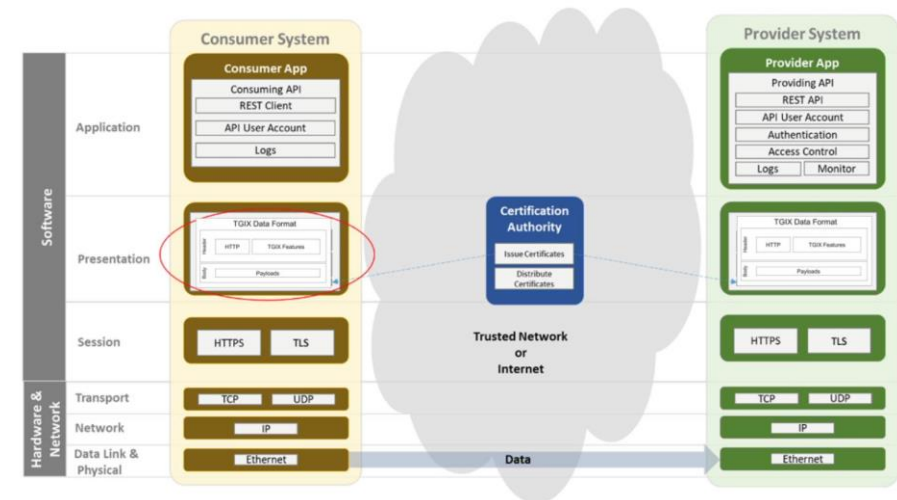 Consumer System
Provider System
Software
Hardware &
Network
Application
Presentation
Session
Transport
Network
Data Link &
Physical
Consumer App
Consuming API
REST Client
API User Account
Logs
TGIX Data Format
Header
HTTP
TGIX Features
Body
Payloads
HTTPS
TLS
TCP
UDP
IP
Ethernet
Certification
Authority
Issue Certificates
Distribute
Certificates
Trusted Network
or
Internet
Data
Provider App
Providing API
REST API
API User Account
Authentication
Access Control
Logs
Monitor
TGIX Data Format
Header
HTTP
TGIX Features
Body
Payloads
HTTPS
TLS
TCP
UDP
IP
Ethernet